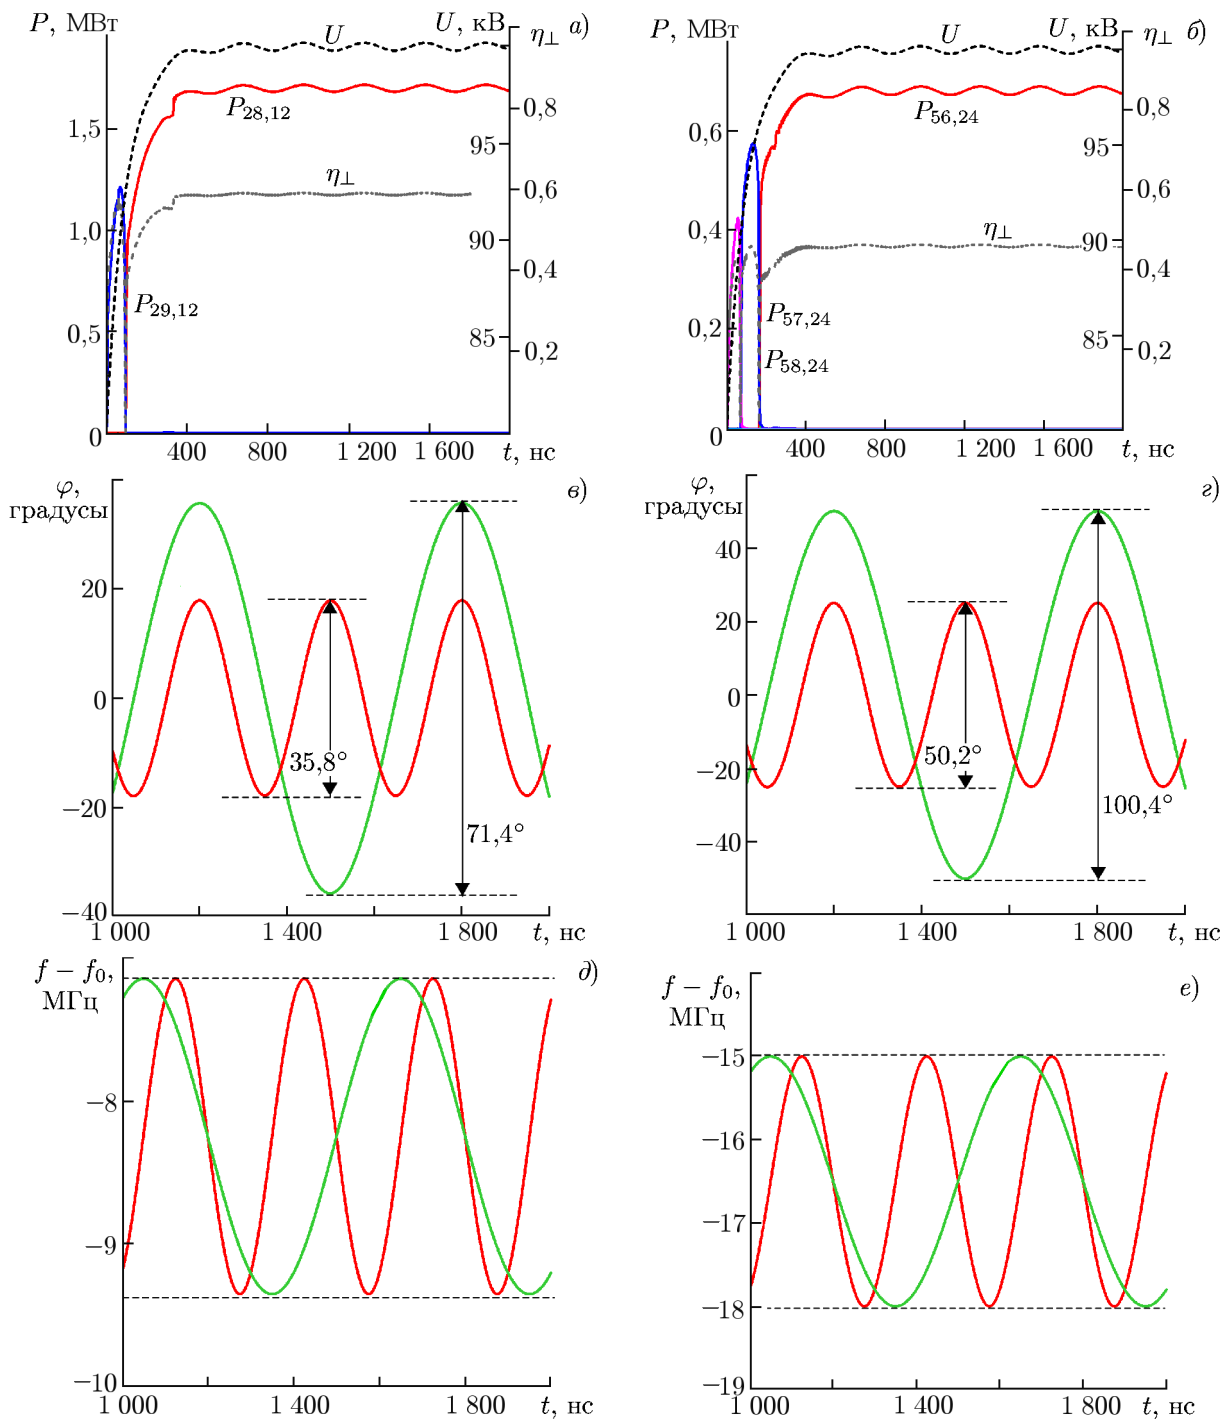 P, МВт
U, кВ
η⊥
а)
U
P28,12
η⊥
P29,12
1,5
1,0
0,5
0
95
90
85
0,8
0,6
0,4
0,2
400
800
1 200
1 600
t, нс
P, МВт
U, кВ
η⊥
б)
U
P56,24
η⊥
P57,24
P58,24
0,6
0,4
0,2
0
95
90
85
0,8
0,6
0,4
0,2
400
800
1 200
1 600
t, нс
φ,
градусы
в)
20
0
−20
−40
35,8°
71,4°
1 000
1 400
1 800
t, нс
φ,
градусы
г)
40
20
0
−20
−40
50,2°
100,4°
1 000
1 400
1 800
t, нс
f − f0,
МГц
д)
−8
−9
−10
1 000
1 400
1 800
t, нс
f − f0,
МГц
е)
−15
−16
−17
−18
−19
1 000
1 400
1 800
t, нс